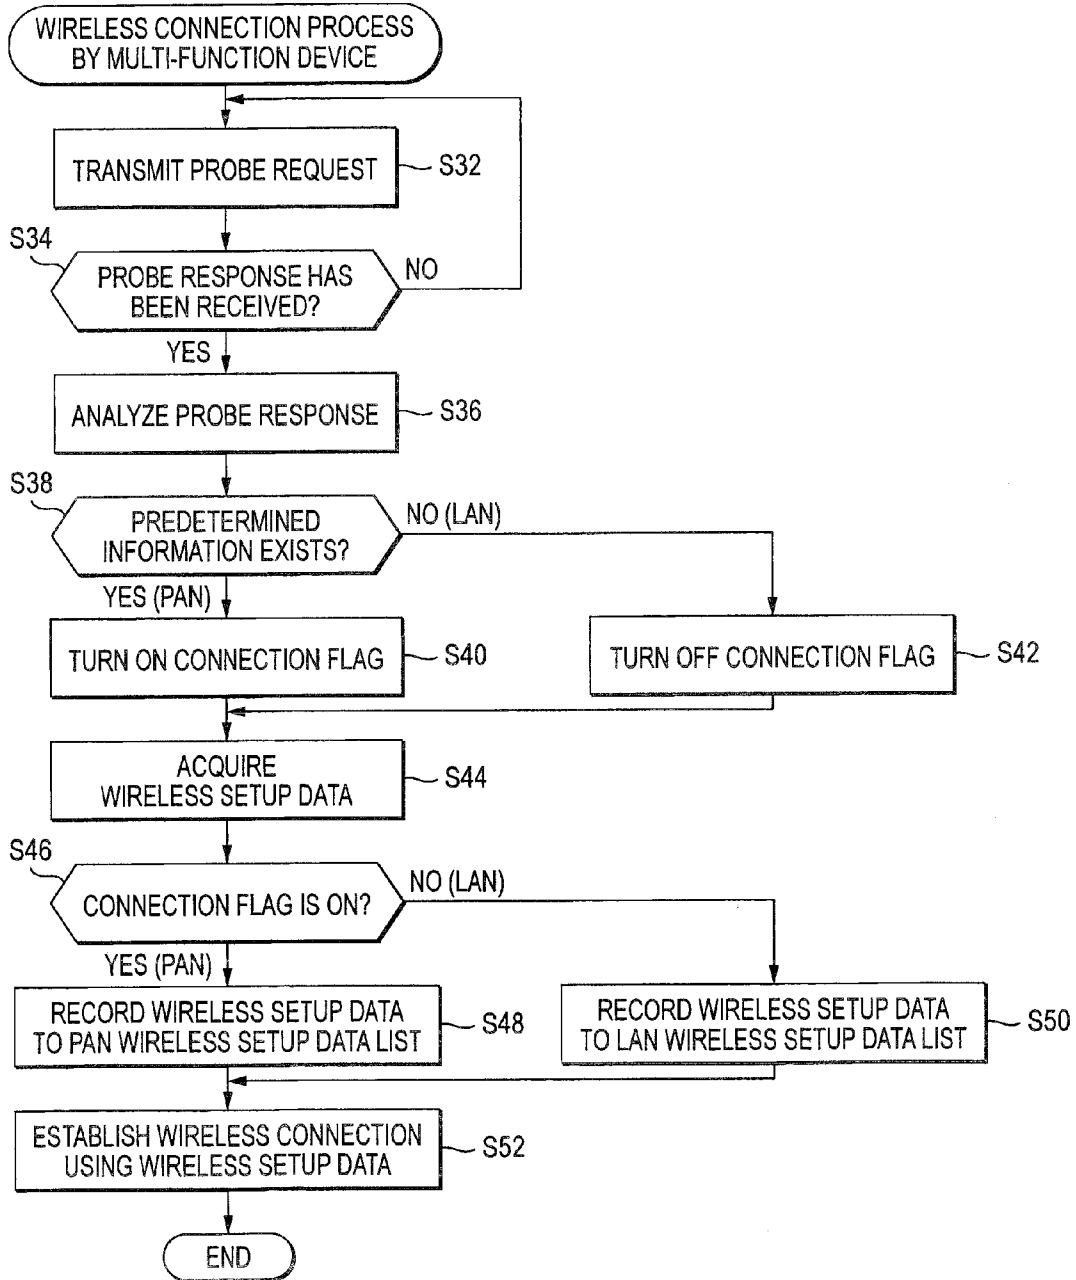 WIRELESS CONNECTION PROCESS
BY MULTI-FUNCTION DEVICE
TRANSMIT PROBE REQUEST
S32
S34
PROBE RESPONSE HAS
BEEN RECEIVED?
NO
YES
ANALYZE PROBE RESPONSE
S36
S38
PREDETERMINED
INFORMATION EXISTS?
NO (LAN)
YES (PAN)
TURN ON CONNECTION FLAG
S40
TURN OFF CONNECTION FLAG
S42
ACQUIRE
WIRELESS SETUP DATA
S44
S46
CONNECTION FLAG IS ON?
NO (LAN)
YES (PAN)
RECORD WIRELESS SETUP DATA
TO PAN WIRELESS SETUP DATA LIST
S48
RECORD WIRELESS SETUP DATA
TO LAN WIRELESS SETUP DATA LIST
S50
ESTABLISH WIRELESS CONNECTION
USING WIRELESS SETUP DATA
S52
END